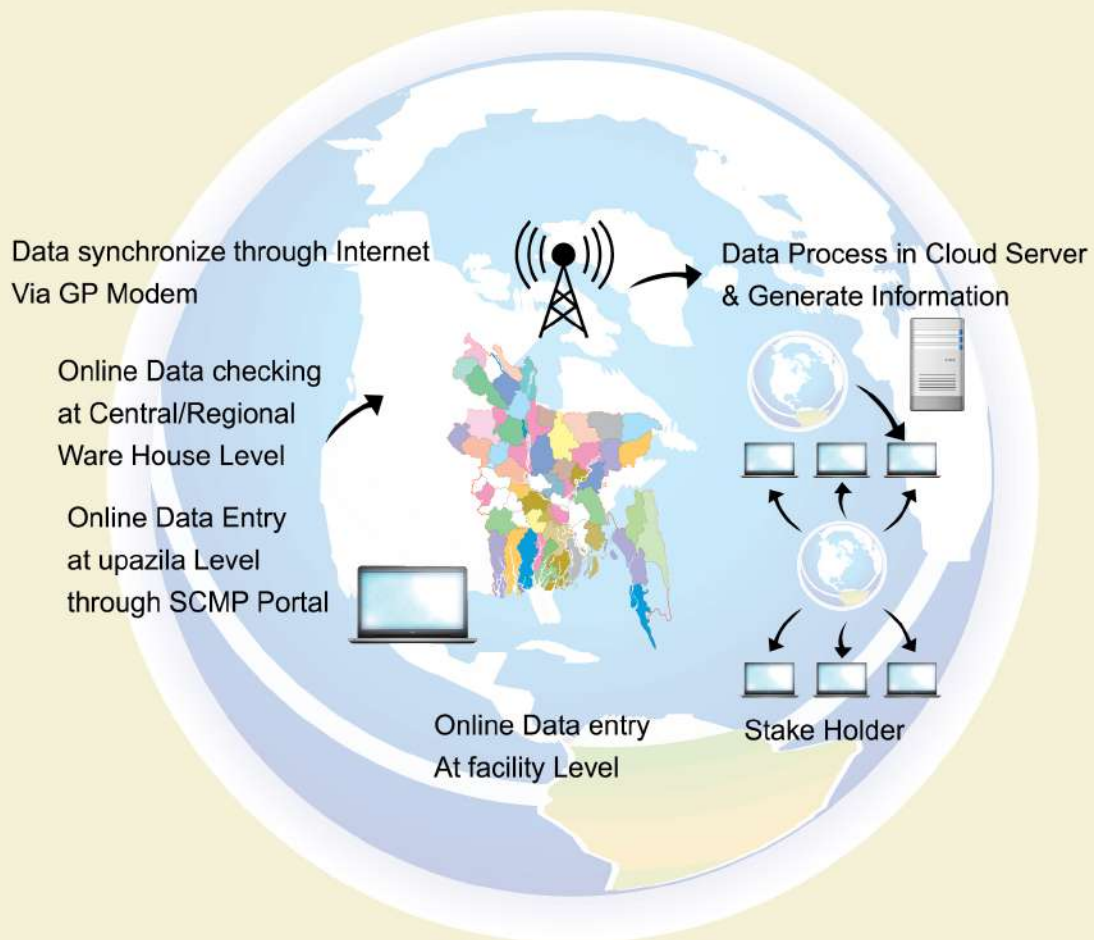 Data synchronize through Internet
Via GP Modem
Data Process in Cloud Server
& Generate Information
Online Data checking
at Central/Regional
Ware House Level
Online Data Entry
at upazila Level
through SCMP Portal
Online Data entry
At facility Level
Stake Holder